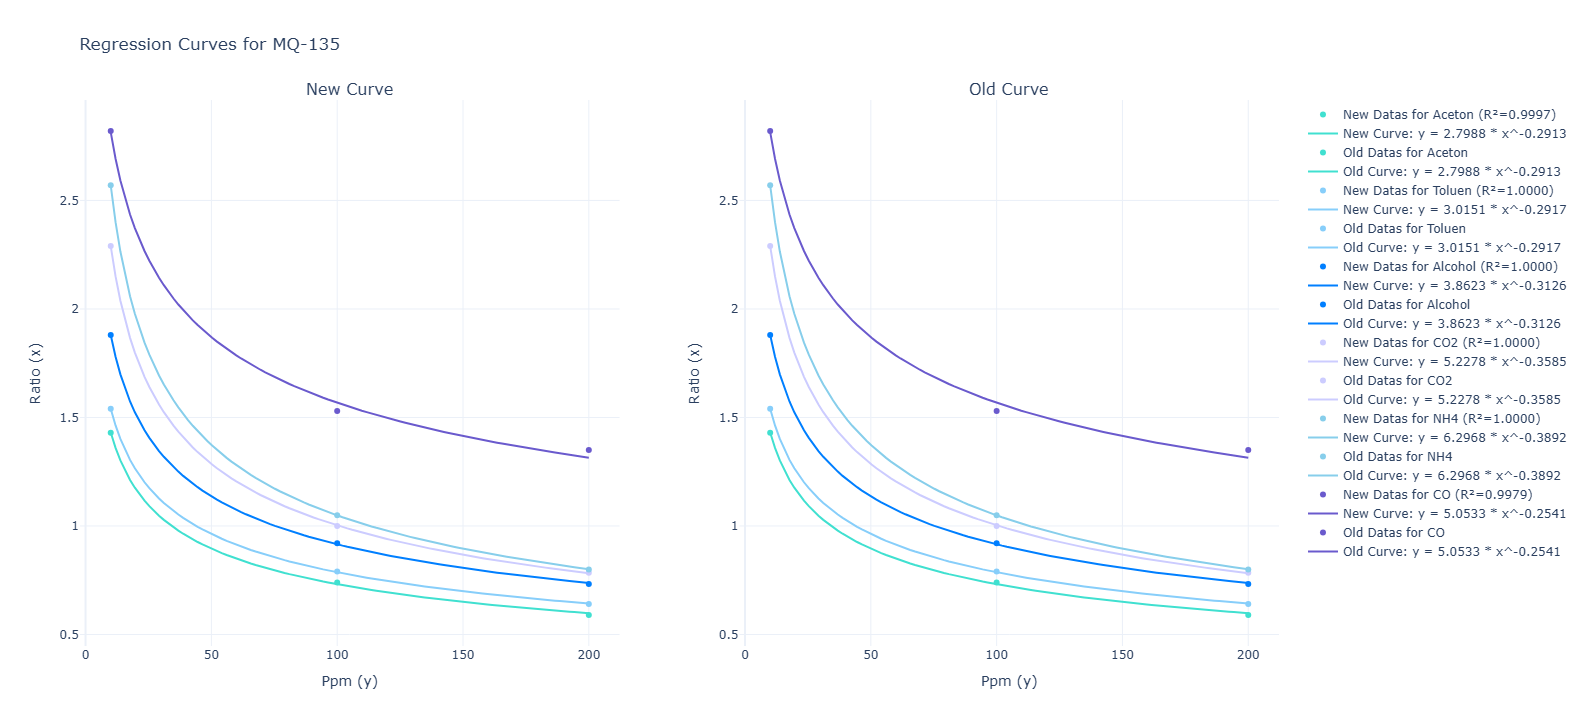 Regression Curves for MQ-135
New Curve
2.5
2
1.5
1
0.5
0
50
100
150
200
Ratio (x)
Ppm (y)
Old Curve
2.5
2
1.5
1
0.5
0
50
100
150
200
Ratio (x)
Ppm (y)
New Datas for Aceton (R²=0.9997)
New Curve: y = 2.7988 * x^-0.2913
Old Datas for Aceton
Old Curve: y = 2.7988 * x^-0.2913
New Datas for Toluen (R²=1.0000)
New Curve: y = 3.0151 * x^-0.2917
Old Datas for Toluen
Old Curve: y = 3.0151 * x^-0.2917
New Datas for Alcohol (R²=1.0000)
New Curve: y = 3.8623 * x^-0.3126
Old Datas for Alcohol
Old Curve: y = 3.8623 * x^-0.3126
New Datas for CO2 (R²=1.0000)
New Curve: y = 5.2278 * x^-0.3585
Old Datas for CO2
Old Curve: y = 5.2278 * x^-0.3585
New Datas for NH4 (R²=1.0000)
New Curve: y = 6.2968 * x^-0.3892
Old Datas for NH4
Old Curve: y = 6.2968 * x^-0.3892
New Datas for CO (R²=0.9979)
New Curve: y = 5.0533 * x^-0.2541
Old Datas for CO
Old Curve: y = 5.0533 * x^-0.2541